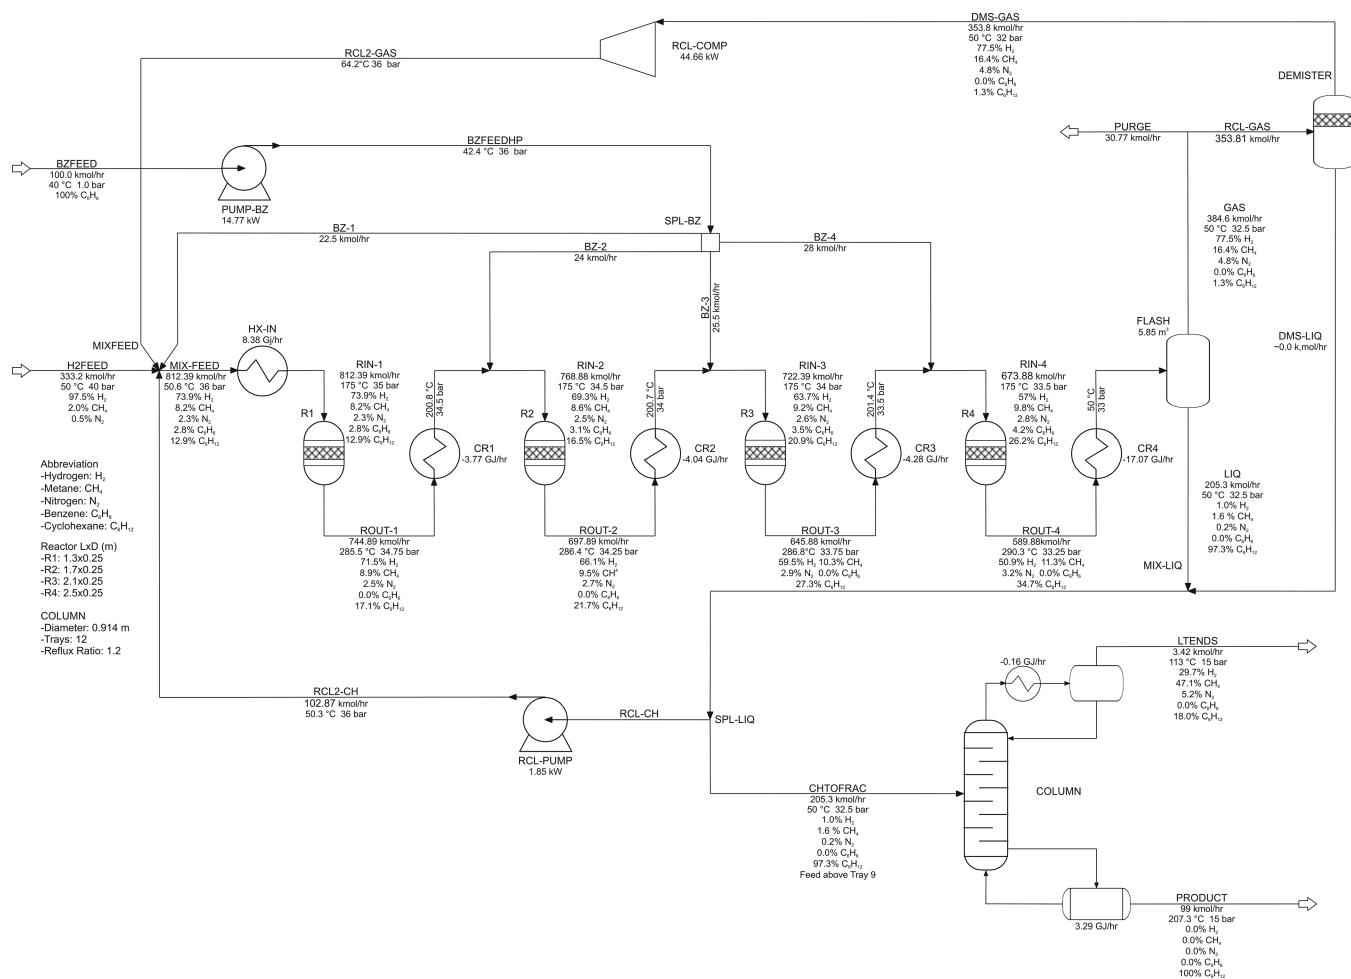 DMS-GAS
353.8 kmol/hr
50 °C 32 bar
77.5% H₂
16.4% CH₄
4.8% N₂
0.0% C₆H₆
1.3% C₆H₁₂
RCL-COMP
44.66 kW
RCL2-GAS
64.2°C 36 bar
DEMISTER
PURGE
30.77 kmol/hr
RCL-GAS
353.81 kmol/hr
BZFEEDHP
42.4 °C 36 bar
BZFEED
100.0 kmol/hr
40 °C 1.0 bar
100% C₆H₆
PUMP-BZ
14.77 kW
SPL-BZ
BZ-1
22.5 kmol/hr
BZ-2
24 kmol/hr
BZ-3
25.5 kmol/hr
BZ-4
28 kmol/hr
GAS
384.6 kmol/hr
50 °C 32.5 bar
77.5% H₂
16.4% CH₄
4.8% N₂
0.0% C₆H₆
1.3% C₆H₁₂
FLASH
5.85 m³
DMS-LIQ
~0.0 k,mol/hr
MIXFEED
H2FEED
333.2 kmol/hr
50 °C 40 bar
97.5% H₂
2.0% CH₄
0.5% N₂
MIX-FEED
812.39 kmol/hr
50.6 °C 36 bar
73.9% H₂
8.2% CH₄
2.3% N₂
2.8% C₆H₆
12.9% C₆H₁₂
HX-IN
8.38 Gj/hr
RIN-1
812.39 kmol/hr
175 °C 35 bar
73.9% H₂
8.2% CH₄
2.3% N₂
2.8% C₆H₆
12.9% C₆H₁₂
R1
200.8 °C
34.5 bar
CR1
-3.77 GJ/hr
RIN-2
768.88 kmol/hr
175 °C 34.5 bar
69.3% H₂
8.6% CH₄
2.5% N₂
3.1% C₆H₆
16.5% C₆H₁₂
R2
200.7 °C
34 bar
CR2
-4.04 GJ/hr
RIN-3
722.39 kmol/hr
175 °C 34 bar
63.7% H₂
9.2% CH₄
2.6% N₂
3.5% C₆H₆
20.9% C₆H₁₂
R3
201.4 °C
33.5 bar
CR3
-4.28 GJ/hr
RIN-4
673.88 kmol/hr
175 °C 33.5 bar
57% H₂
9.8% CH₄
2.8% N₂
4.2% C₆H₆
26.2% C₆H₁₂
R4
50 °C
33 bar
CR4
-17.07 GJ/hr
ROUT-1
744.89 kmol/hr
285.5 °C 34.75 bar
71.5% H₂
8.9% CH₄
2.5% N₂
0.0% C₆H₆
17.1% C₆H₁₂
ROUT-2
697.89 kmol/hr
286.4 °C 34.25 bar
66.1% H₂
9.5% CH⁴
2.7% N₂
0.0% C₆H₆
21.7% C₆H₁₂
ROUT-3
645.88 kmol/hr
286.8°C 33.75 bar
59.5% H₂ 10.3% CH₄
2.9% N₂ 0.0% C₆H₆
27.3% C₆H₁₂
ROUT-4
589.88kmol/hr
290.3 °C 33.25 bar
50.9% H₂ 11.3% CH₄
3.2% N₂ 0.0% C₆H₆
34.7% C₆H₁₂
LIQ
205.3 kmol/hr
50 °C 32.5 bar
1.0% H₂
1.6 % CH₄
0.2% N₂
0.0% C₆H₆
97.3% C₆H₁₂
MIX-LIQ
Abbreviation
-Hydrogen: H₂
-Metane: CH₄
-Nitrogen: N₂
-Benzene: C₆H₆
-Cyclohexane: C₆H₁₂
Reactor LxD (m)
-R1: 1.3x0.25
-R2: 1.7x0.25
-R3: 2.1x0.25
-R4: 2.5x0.25
COLUMN
-Diameter: 0.914 m
-Trays: 12
-Reflux Ratio: 1.2
RCL2-CH
102.87 kmol/hr
50.3 °C 36 bar
RCL-PUMP
1.85 kW
RCL-CH
SPL-LIQ
CHTOFRAC
205.3 kmol/hr
50 °C 32.5 bar
1.0% H₂
1.6 % CH₄
0.2% N₂
0.0% C₆H₆
97.3% C₆H₁₂
Feed above Tray 9
-0.16 GJ/hr
LTENDS
3.42 kmol/hr
113 °C 15 bar
29.7% H₂
47.1% CH₄
5.2% N₂
0.0% C₆H₆
18.0% C₆H₁₂
COLUMN
3.29 GJ/hr
PRODUCT
99 kmol/hr
207.3 °C 15 bar
0.0% H₂
0.0% CH₄
0.0% N₂
0.0% C₆H₆
100% C₆H₁₂